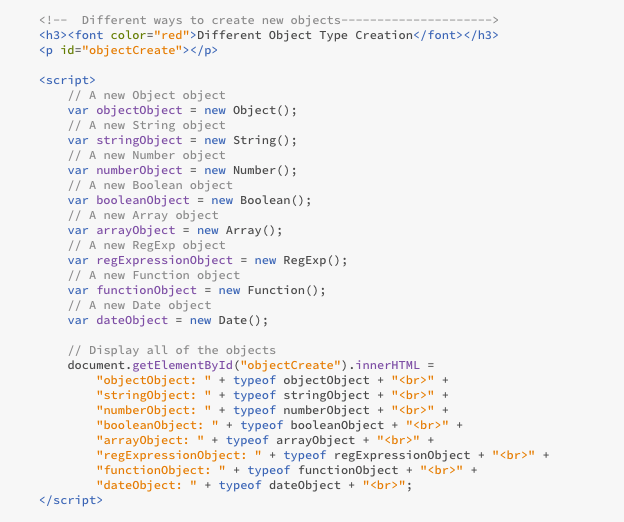 <!--  Different ways to create new objects--------------------->
<h3><font color="red">Different Object Type Creation</font></h3>
<p id="objectCreate"></p>

<script>
    // A new Object object
    var objectObject = new Object();
    // A new String object
    var stringObject = new String();
    // A new Number object
    var numberObject = new Number();
    // A new Boolean object
    var booleanObject = new Boolean();
    // A new Array object
    var arrayObject = new Array();
    // A new RegExp object
    var regExpressionObject = new RegExp();
    // A new Function object
    var functionObject = new Function();
    // A new Date object
    var dateObject = new Date();

    // Display all of the objects
    document.getElementById("objectCreate").innerHTML =
        "objectObject: " + typeof objectObject + "<br>" +
        "stringObject: " + typeof stringObject + "<br>" +
        "numberObject: " + typeof numberObject + "<br>" +
        "booleanObject: " + typeof booleanObject + "<br>" +
        "arrayObject: " + typeof arrayObject + "<br>" +
        "regExpressionObject: " + typeof regExpressionObject + "<br>" +
        "functionObject: " + typeof functionObject + "<br>" +
        "dateObject: " + typeof dateObject + "<br>";
</script>